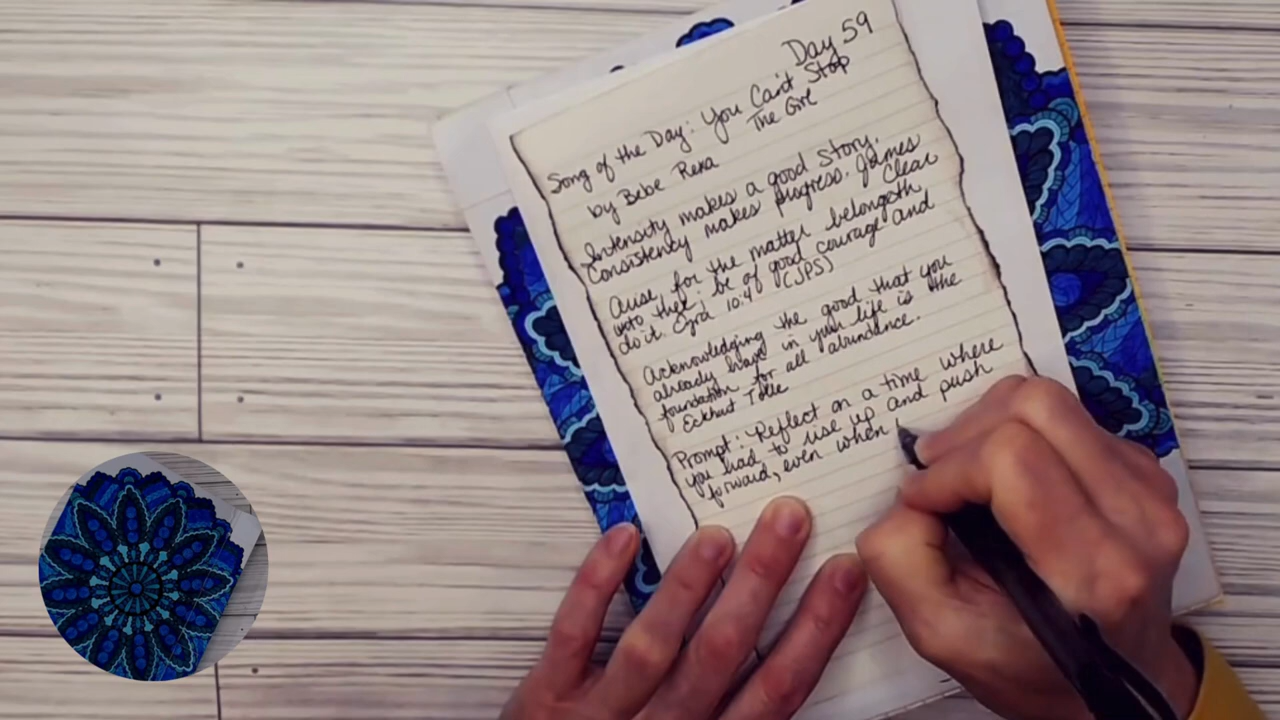 Day 59
Song of the Day: You Can't Stop
The Girl
by Bebe Rexa
Intensity makes a good story.
Consistency makes progress. James
Clear
Arise, for the matter belongeth
unto thee; be of good courage and
do it. Ezra 10:4 (JPS)
Acknowledging the good that you
already have in your life is the
foundation for all abundance.
Eckhart Tolle
Prompt: Reflect on a time where
you had to rise up and push
forward, even when